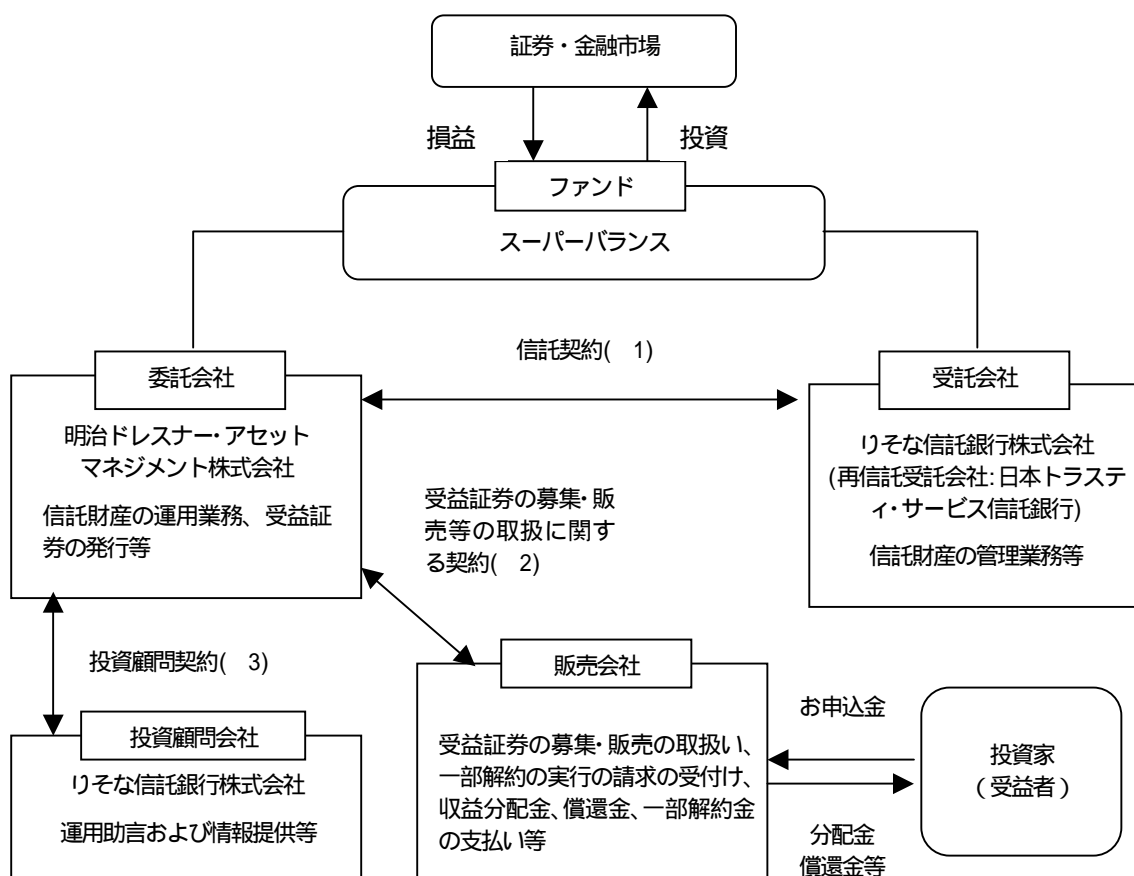 証券・金融市場
損益
投資
ファンド
スーパーバランス
信託契約( 1)
委託会社
明治ドレスナー・アセット
マネジメント株式会社
信託財産の運用業務、受益証
券の発行等
受託会社
りそな信託銀行株式会社
(再信託受託会社:日本トラステ
ィ・サービス信託銀行)
信託財産の管理業務等
受益証券の募集・販
売等の取扱に関す
る契約( 2)
投資顧問契約( 3)
投資顧問会社
りそな信託銀行株式会社
運用助言および情報提供等
販売会社
受益証券の募集・販売の取扱い、
一部解約の実行の請求の受付け、
収益分配金、償還金、一部解約金
の支払い等
お申込金
分配金
償還金等
投資家
(受益者)